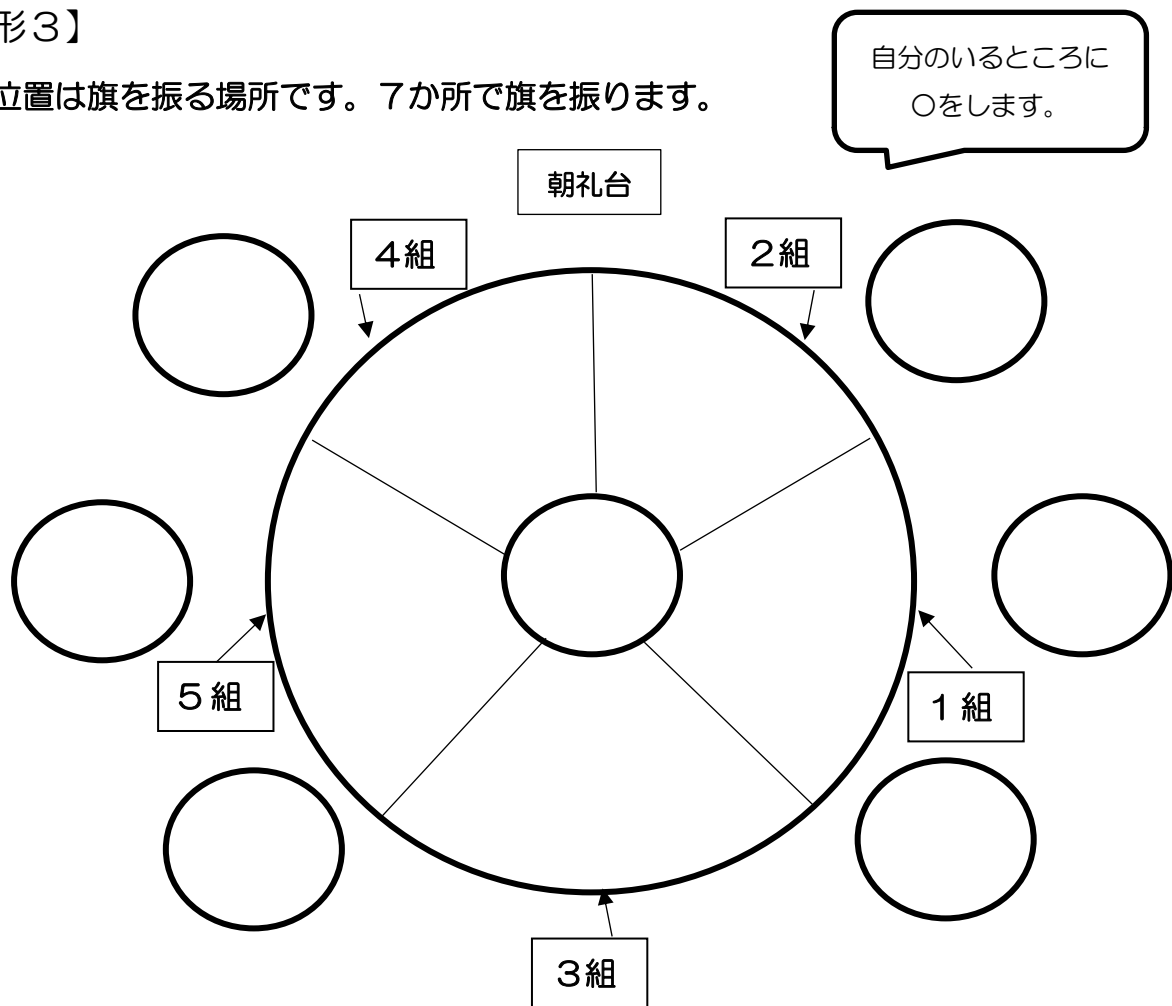 形３】
自分のいるところに
〇をします。
位置は旗を振る場所です。７か所で旗を振ります。
朝礼台
４組
２組
５組
１組
３組